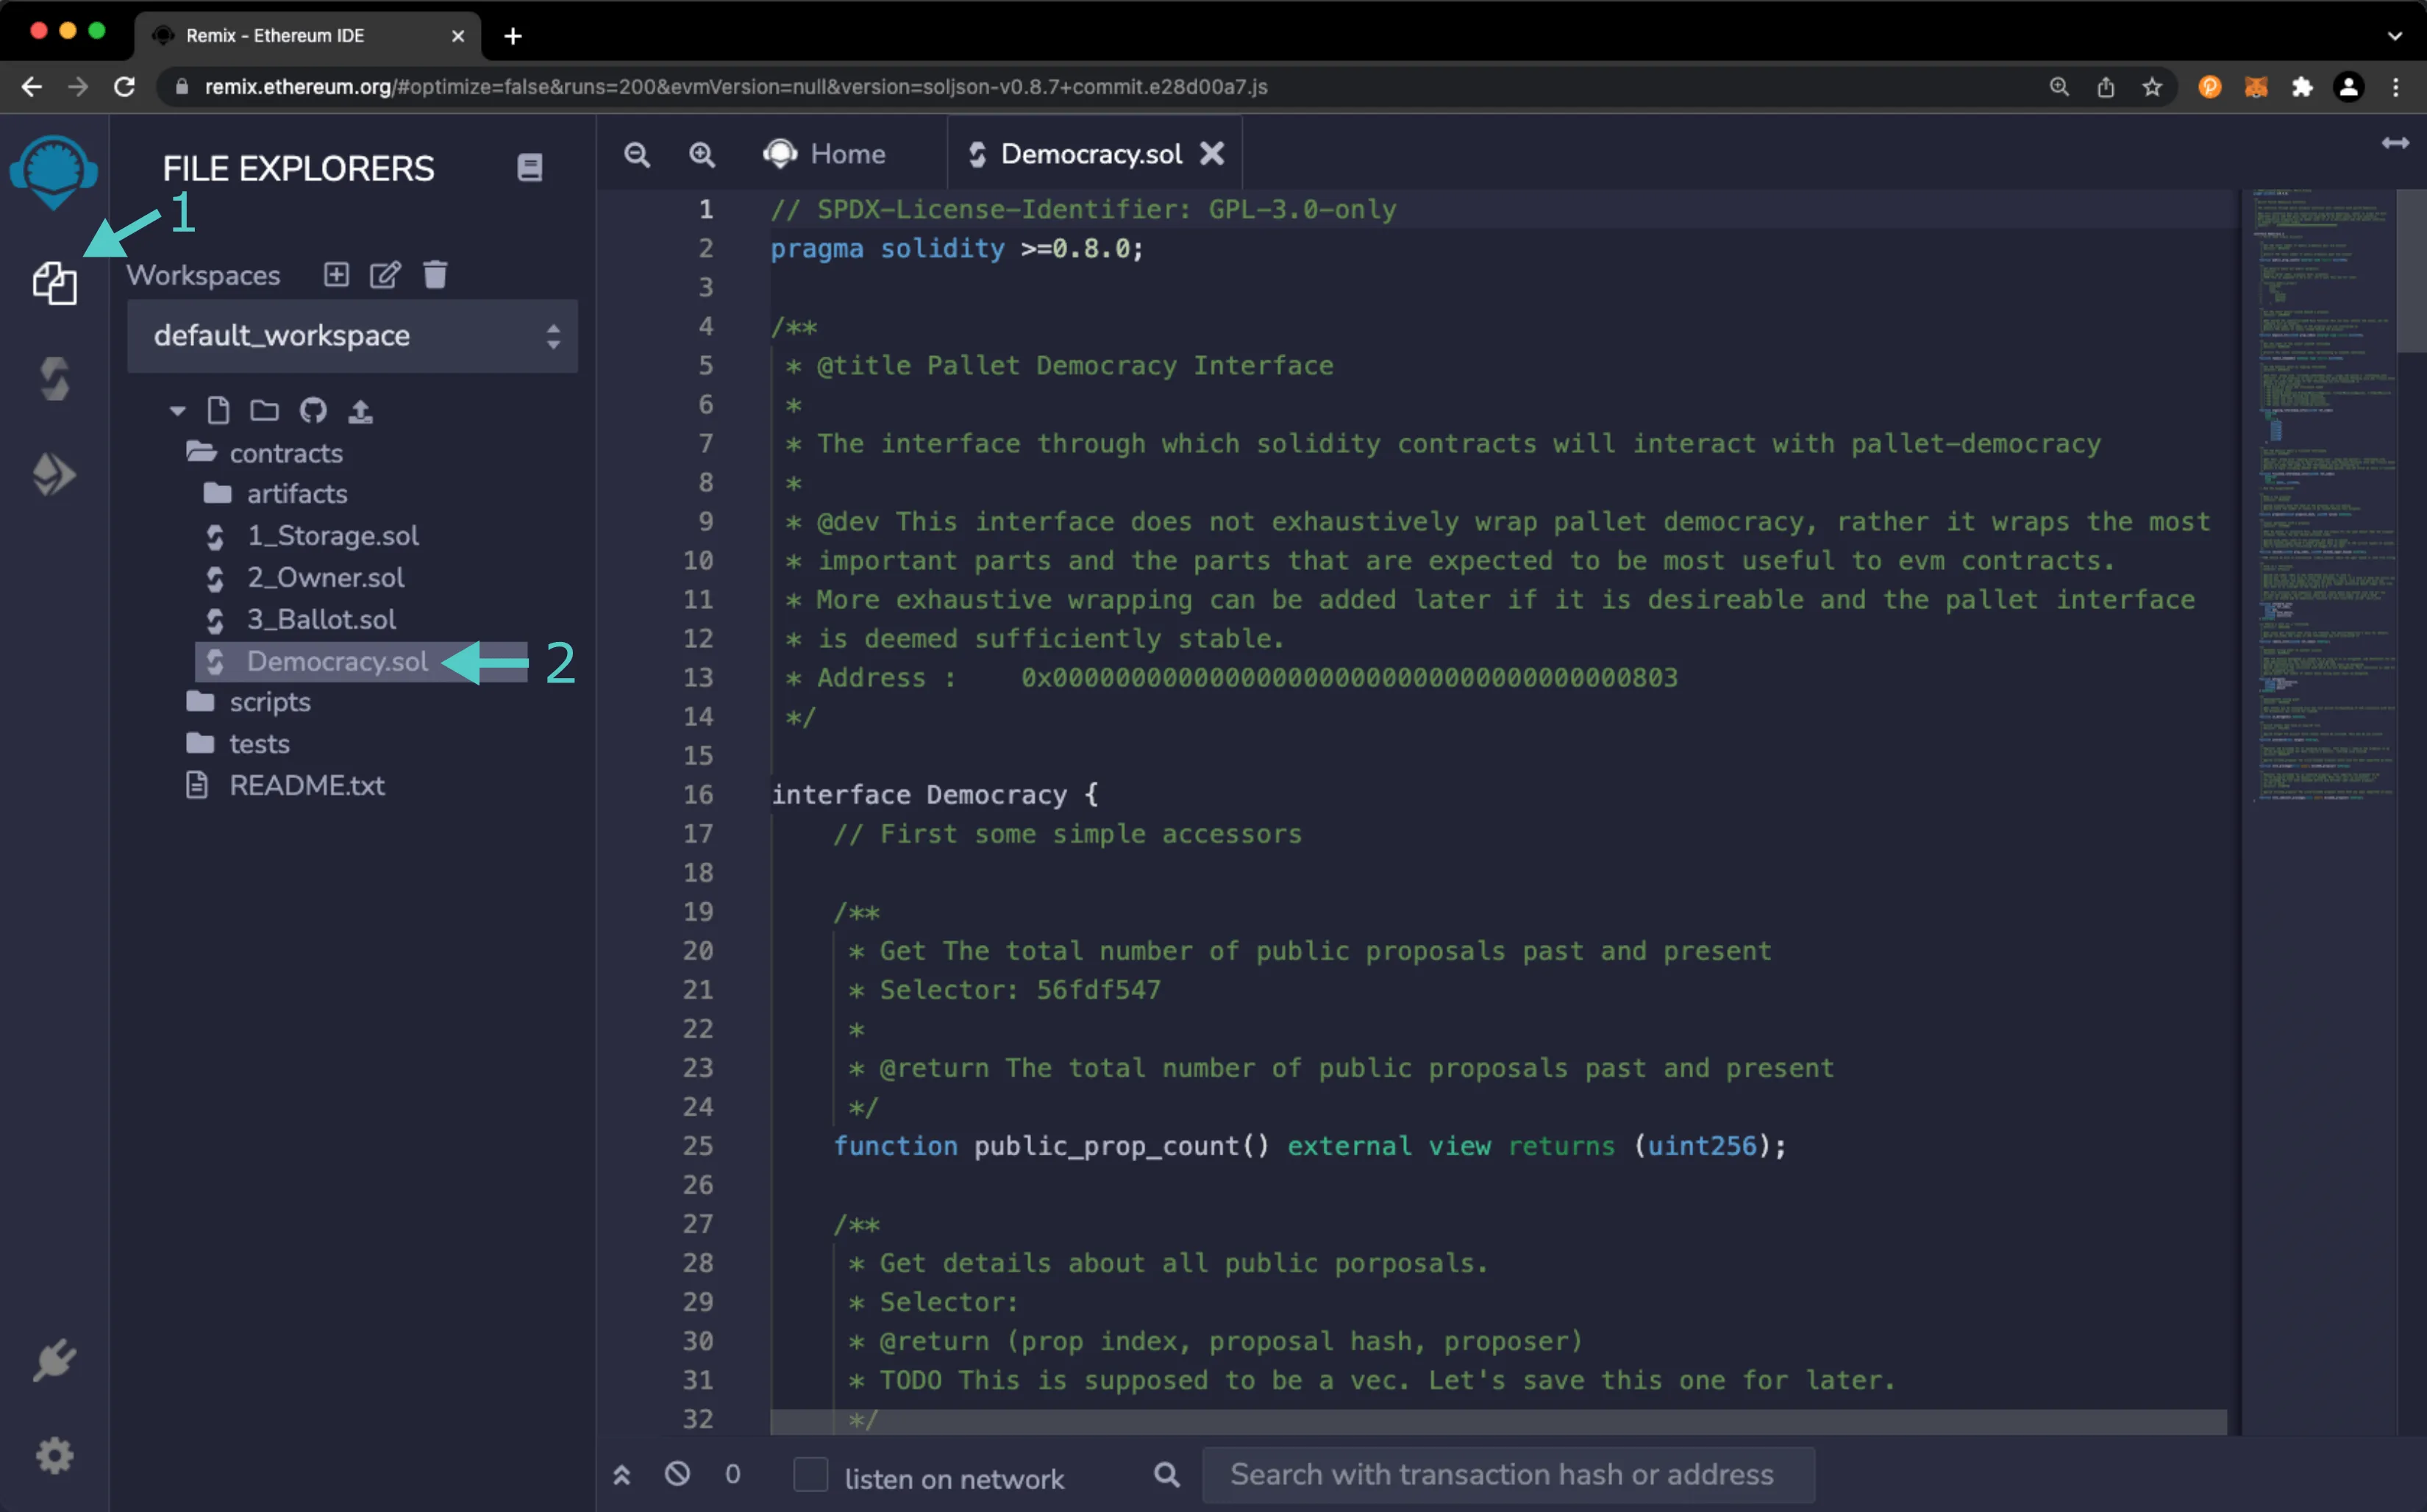 Remix - Ethereum IDE
remix.ethereum.org/#optimize=false&runs=200&evmVersion=null&version=soljson-v0.8.7+commit.e28d00a7.js
FILE EXPLORERS
1
Workspaces
default_workspace
contracts
artifacts
1_Storage.sol
2_Owner.sol
3_Ballot.sol
Democracy.sol
2
scripts
tests
README.txt
Home
Democracy.sol
1 // SPDX-License-Identifier: GPL-3.0-only
2 pragma solidity >=0.8.0;
3
4 /**
5 * @title Pallet Democracy Interface
6 *
7 * The interface through which solidity contracts will interact with pallet-democracy
8 *
9 * @dev This interface does not exhaustively wrap pallet democracy, rather it wraps the most
10 * important parts and the parts that are expected to be most useful to evm contracts.
11 * More exhaustive wrapping can be added later if it is desireable and the pallet interface
12 * is deemed sufficiently stable.
13 * Address :    0x0000000000000000000000000000000000000803
14 */
15
16 interface Democracy {
17 // First some simple accessors
18
19 /**
20 * Get The total number of public proposals past and present
21 * Selector: 56fdf547
22 *
23 * @return The total number of public proposals past and present
24 */
25 function public_prop_count() external view returns (uint256);
26
27 /**
28 * Get details about all public porposals.
29 * Selector:
30 * @return (prop index, proposal hash, proposer)
31 * TODO This is supposed to be a vec. Let's save this one for later.
32 */
0
listen on network
Search with transaction hash or address